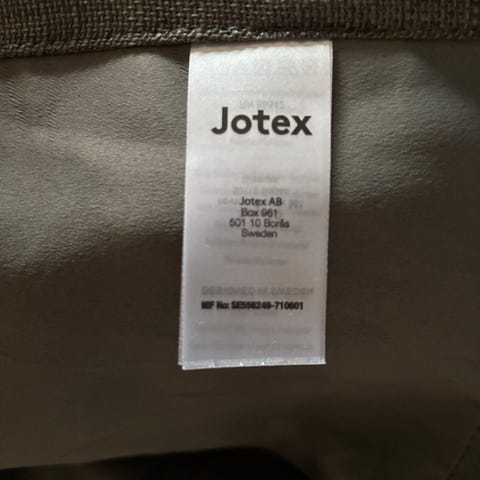 Jotex
Jotex AB
Box 961
501 10 Borås
Sweden
DESIGNED IN SWEDEN
NIF No: SE556249-710601